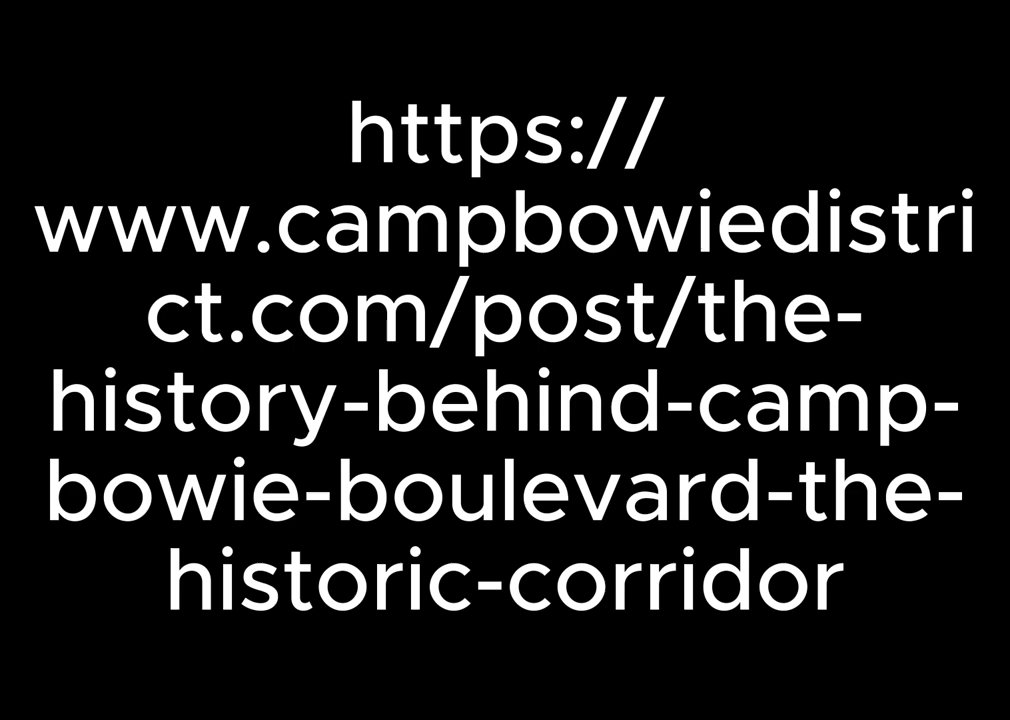 https://
www.campbowiedistri
ct.com/post/the-
history-behind-camp-
bowie-boulevard-the-
historic-corridor